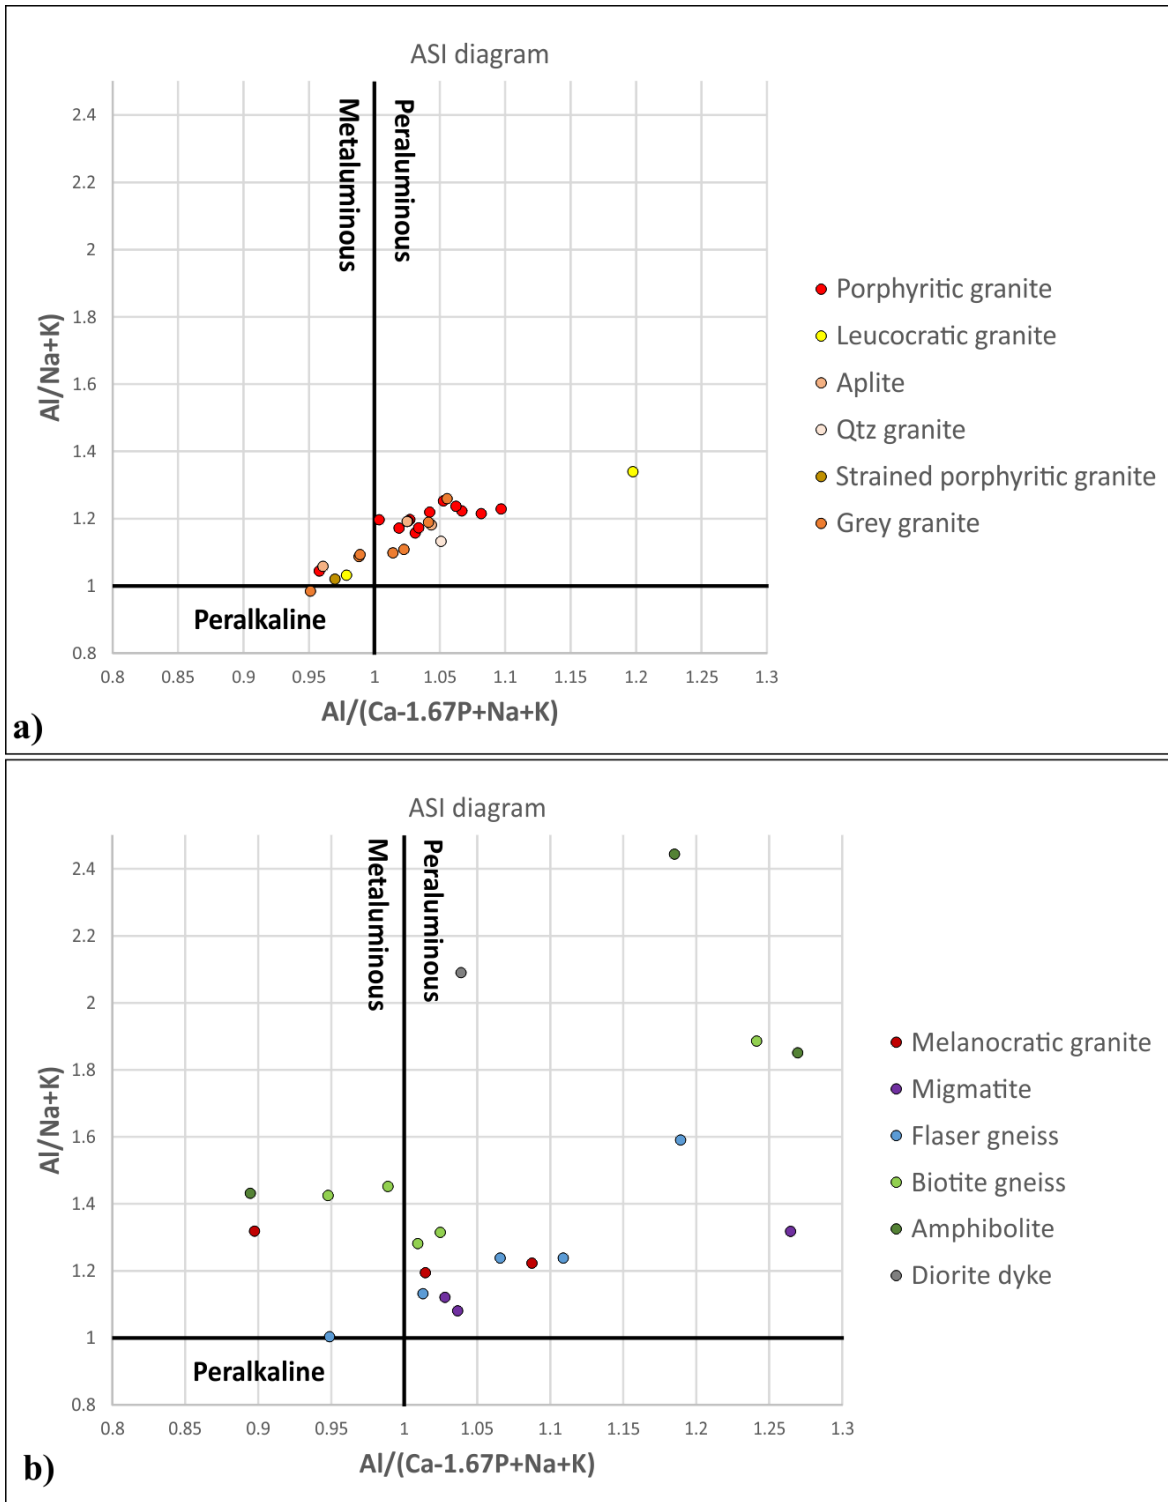 ASI diagram
Metaluminous
Peraluminous
2.4
2.2
2
1.8
1.6
1.4
1.2
1
0.8
Al/Na+K)
Peralkaline
0.8 0.85 0.9 0.95 1 1.05 1.1 1.15 1.2 1.25 1.3
Al/(Ca-1.67P+Na+K)
Porphyritic granite
Leucocratic granite
Aplite
Qtz granite
Strained porphyritic granite
Grey granite
a)
ASI diagram
Metaluminous
Peraluminous
2.4
2.2
2
1.8
1.6
1.4
1.2
1
0.8
Al/Na+K)
Peralkaline
0.8 0.85 0.9 0.95 1 1.05 1.1 1.15 1.2 1.25 1.3
Al/(Ca-1.67P+Na+K)
Melanocratic granite
Migmatite
Flaser gneiss
Biotite gneiss
Amphibolite
Diorite dyke
b)